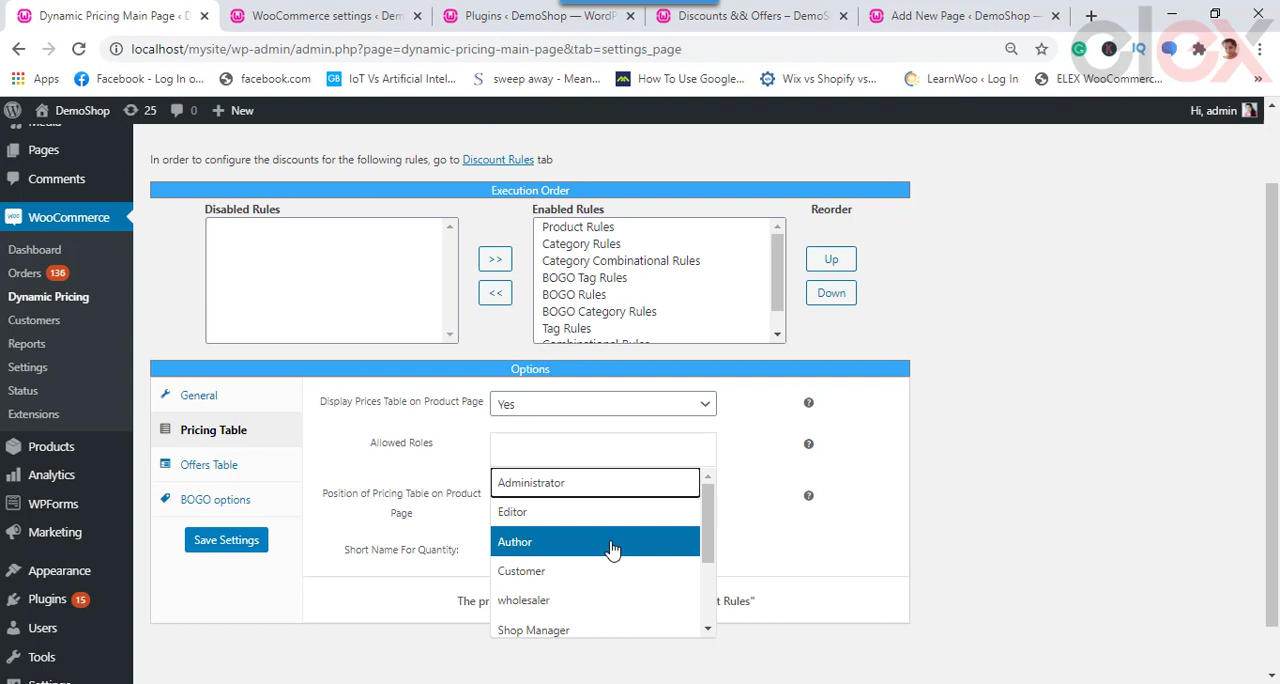 Dynamic Pricing Main Page ‹ D
WooCommerce settings ‹ Dem
Plugins ‹ DemoShop — WordP
Discounts && Offers – DemoS
Add New Page ‹ DemoShop —
localhost/mysite/wp-admin/admin.php?page=dynamic-pricing-main-page&tab=settings_page
elex
Apps
Facebook - Log In o...
facebook.com
IoT Vs Artificial Intel...
sweep away - Mean...
How To Use Google...
Wix vs Shopify vs...
LearnWoo ‹ Log In
ELEX WooCommerc...
DemoShop
25
0
New
Hi, admin
Media
Pages
Comments
WooCommerce
Dashboard
Orders 136
Dynamic Pricing
Customers
Reports
Settings
Status
Extensions
Products
Analytics
WPForms
Marketing
Appearance
Plugins 15
Users
Tools
Settings
In order to configure the discounts for the following rules, go to Discount Rules tab
Execution Order
Disabled Rules
Enabled Rules
Reorder
Product Rules
Category Rules
Category Combinational Rules
BOGO Tag Rules
BOGO Rules
BOGO Category Rules
Tag Rules
Combinational Rules
>>
<<
Up
Down
Options
General
Pricing Table
Offers Table
BOGO options
Save Settings
Display Prices Table on Product Page
Yes
Allowed Roles
Position of Pricing Table on Product
Page
Short Name For Quantity:
Administrator
Editor
Author
Customer
wholesaler
Shop Manager
The pr
t Rules"